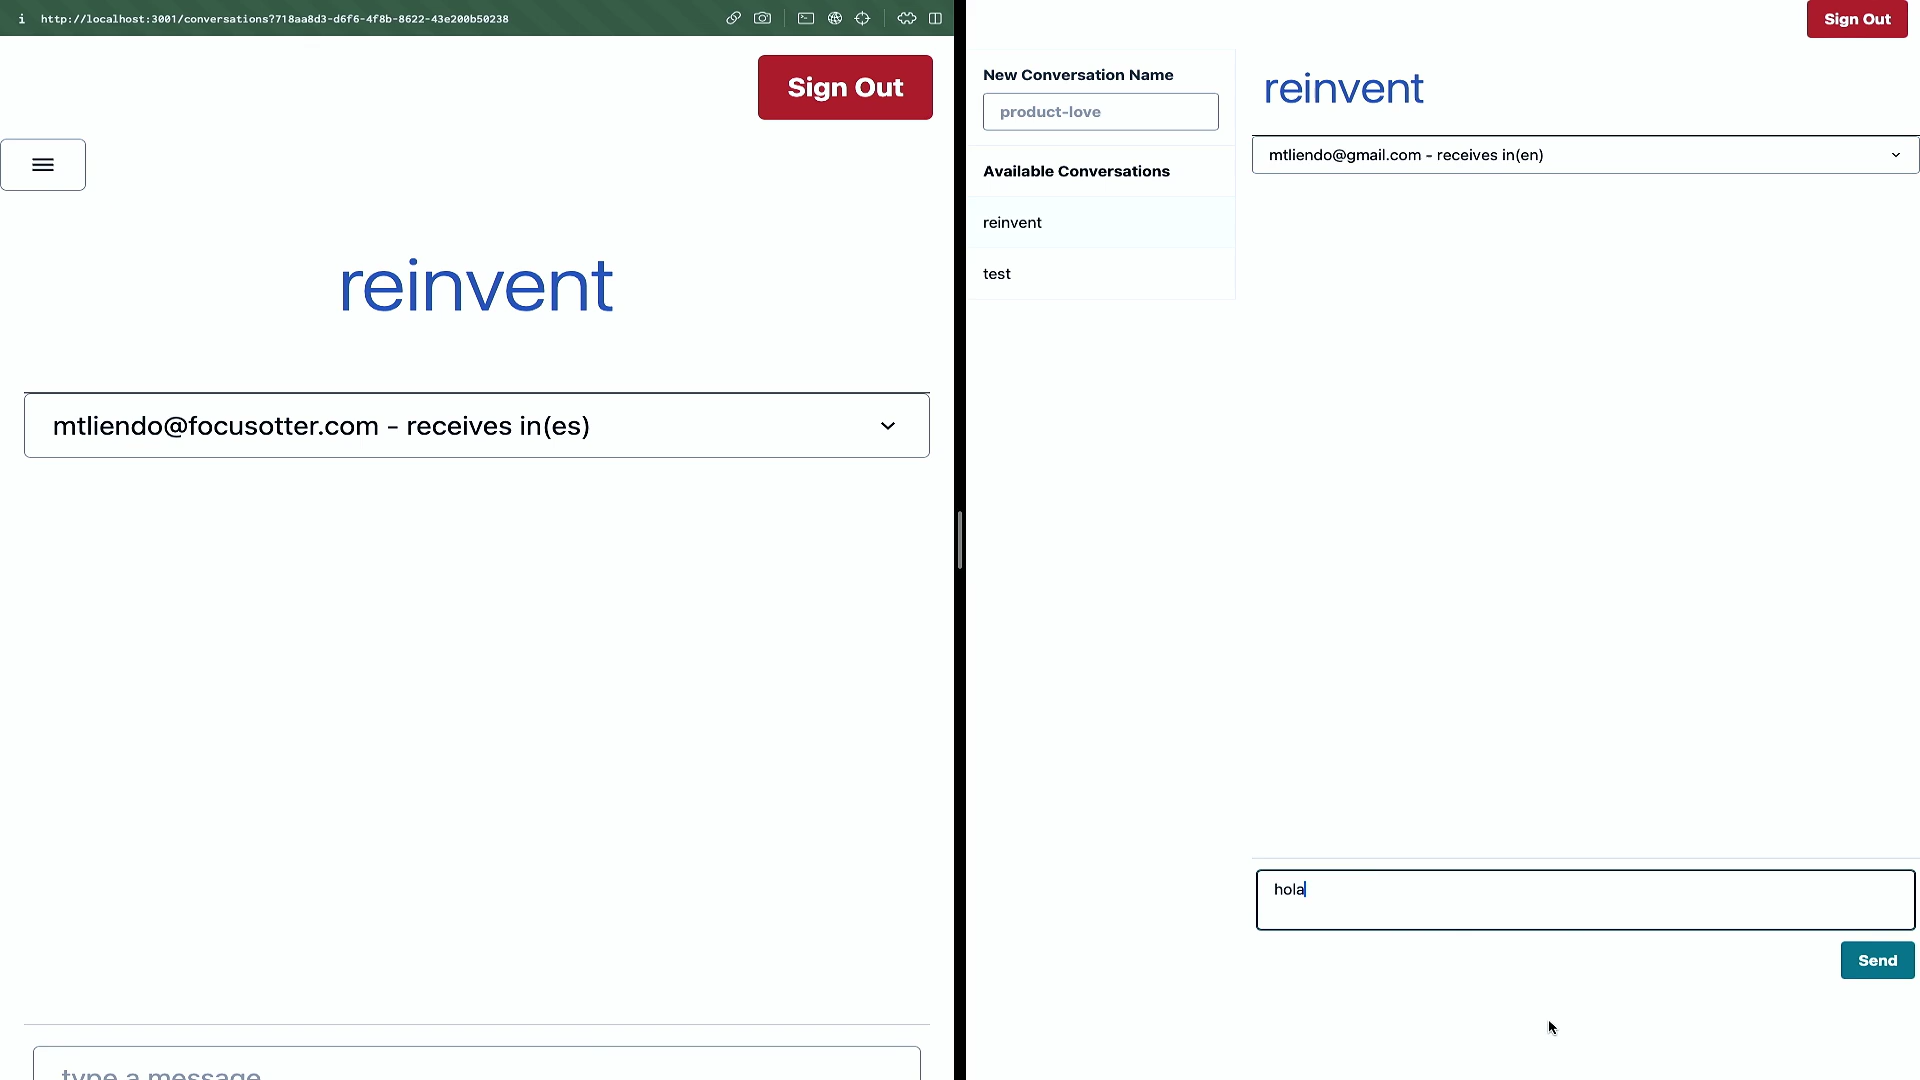 http://localhost:3001/conversations?718aa8d3-d6f6-4f8b-8622-43e200b50238
Sign Out
reinvent
mtliendo@focusotter.com - receives in(es)
type a message
Sign Out
New Conversation Name
product-love
Available Conversations
reinvent
test
reinvent
mtliendo@gmail.com - receives in(en)
hola
Send